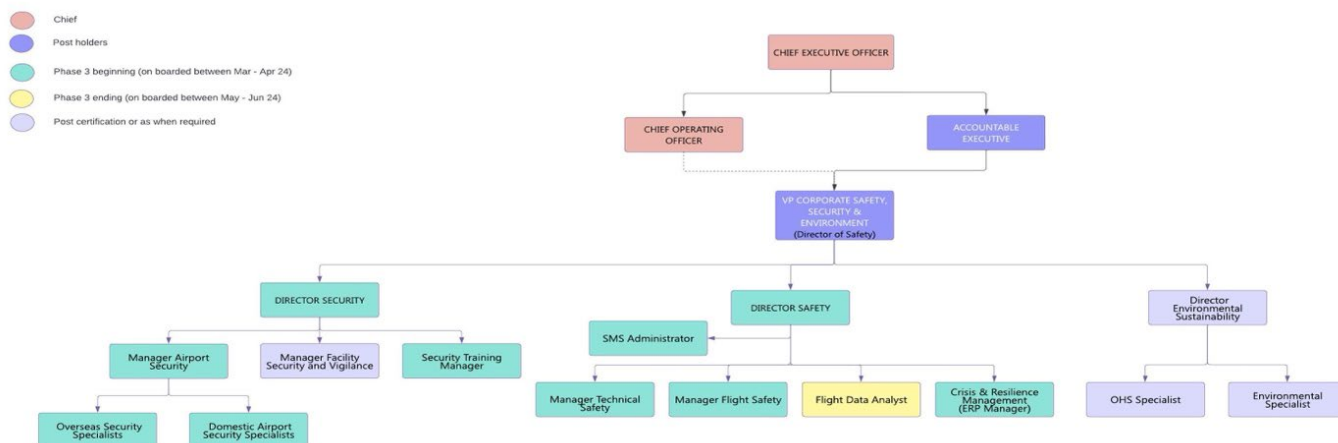 Chief
Post holders
Phase 3 beginning (on boarded between Mar - Apr 24)
Phase 3 ending (on boarded between May - Jun 24)
Post certification or as when required
CHIEF EXECUTIVE OFFICER
CHIEF OPERATING
OFFICER
ACCOUNTABLE
EXECUTIVE
VP CORPORATE SAFETY,
SECURITY &
ENVIRONMENT
(Director of Safety)
DIRECTOR SECURITY
DIRECTOR SAFETY
Director
Environmental
Sustainability
SMS Administrator
Manager Airport
Security
Manager Facility
Security and Vigilance
Security Training
Manager
Manager Technical
Safety
Manager Flight Safety
Flight Data Analyst
Crisis & Resilience
Management
(ERP Manager)
OHS Specialist
Environmental
Specialist
Overseas Security
Specialists
Domestic Airport
Security Specialists